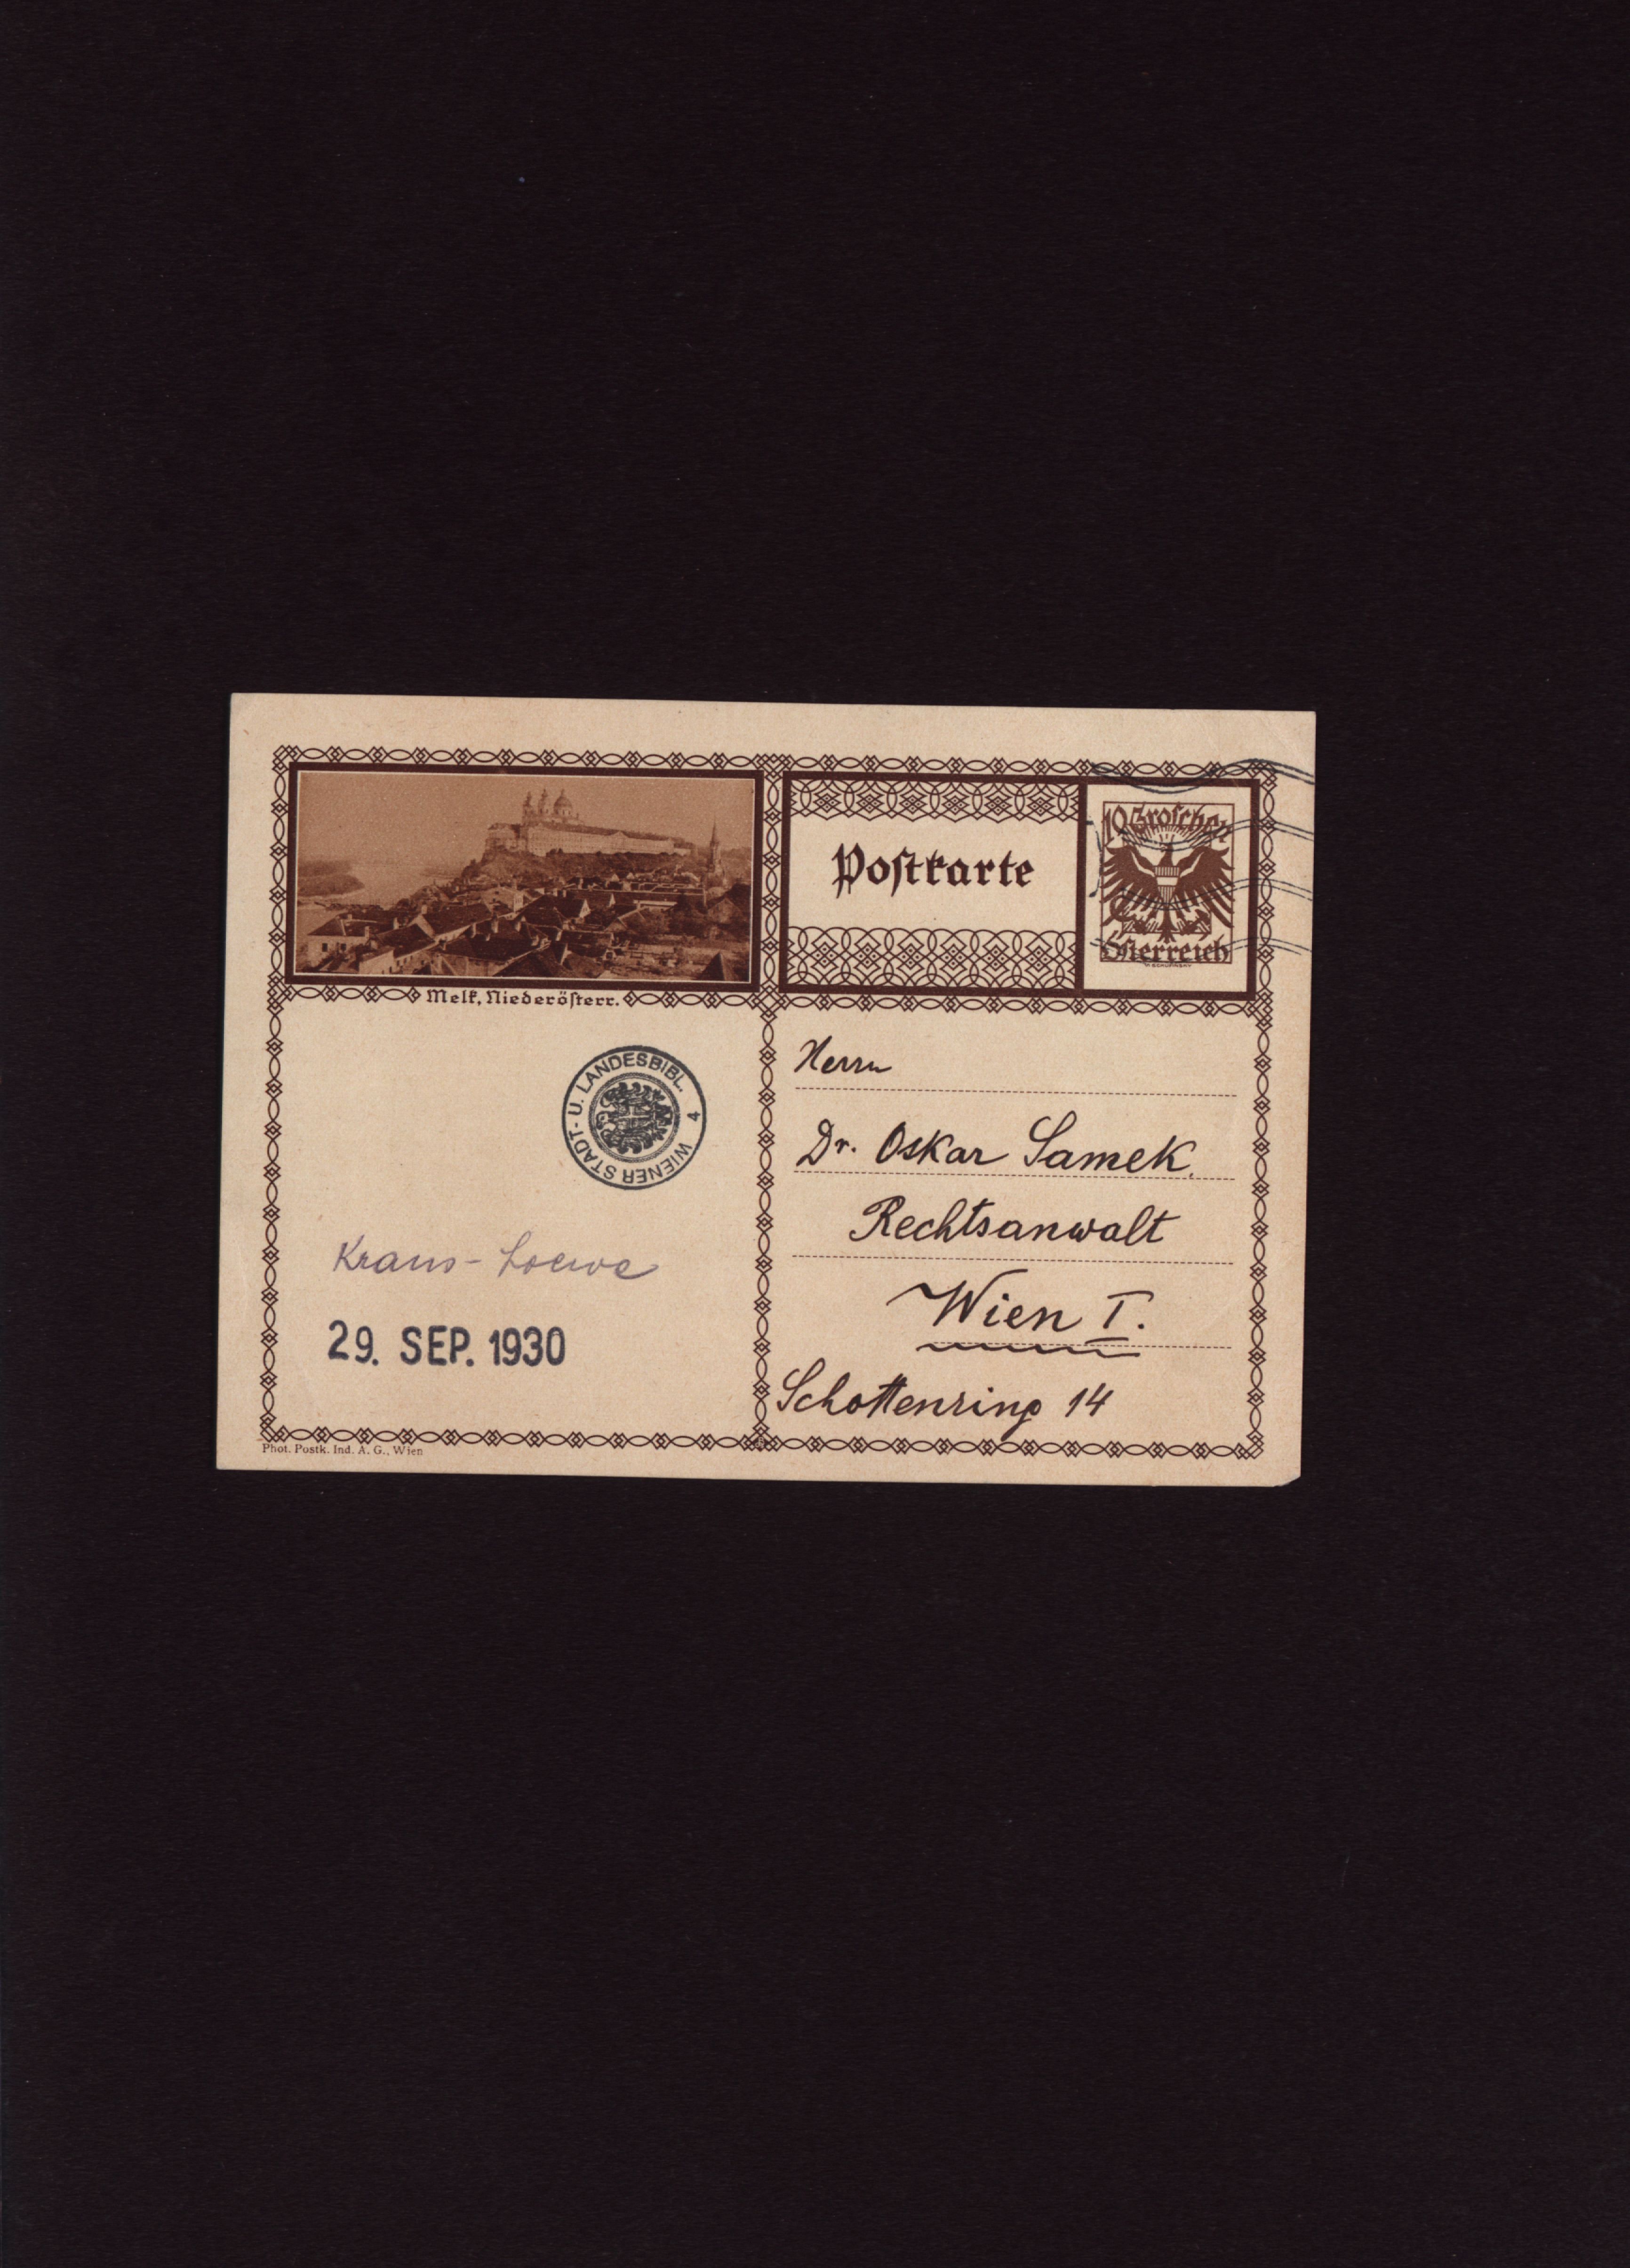 Postkarte
10 Groschen
Österreich
Melk, Niederösterr.
WIENER STADT- U. LANDESBIBL. 4
Herrn
Dr. Oskar Samek,
Rechtsanwalt
Wien I.
Schottenring 14
Kraus-Loewe
29. SEP. 1930
Phot. Postk. Ind. A. G., Wien